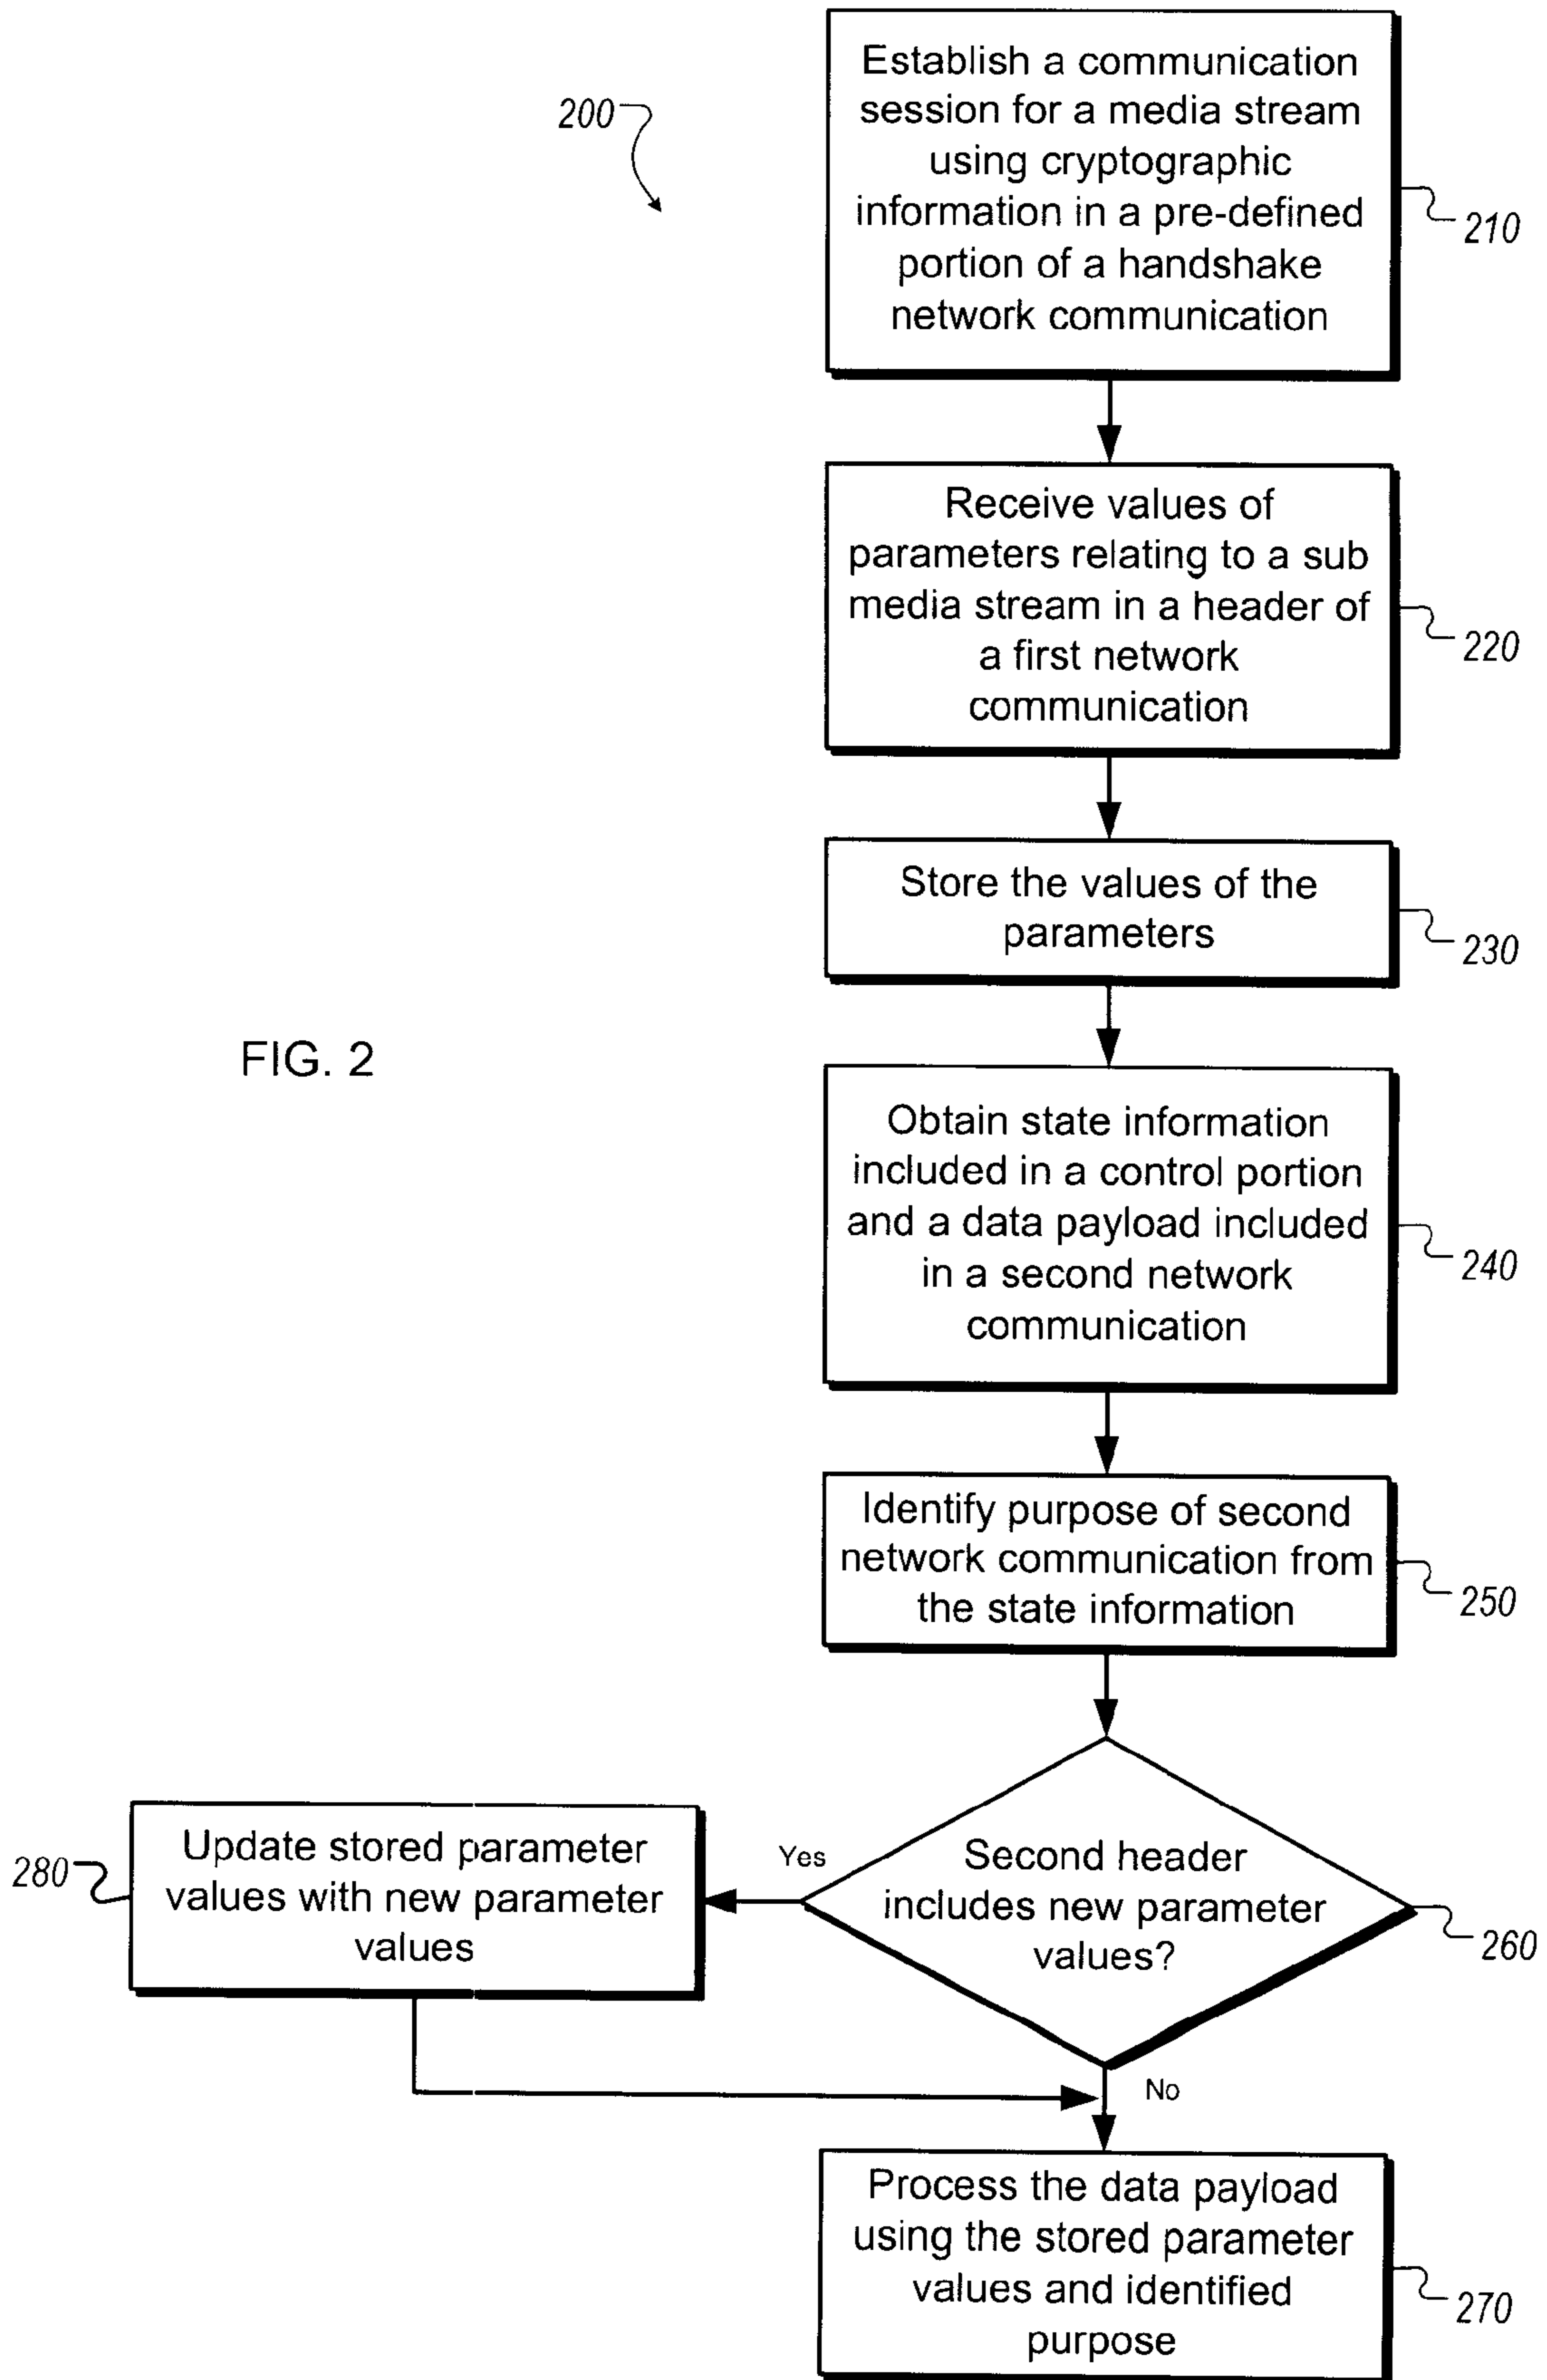 200
Establish a communication
session for a media stream
using cryptographic
information in a pre-defined
portion of a handshake
network communication
210
Receive values of
parameters relating to a sub
media stream in a header of
a first network
communication
220
Store the values of the
parameters
230
FIG. 2
Obtain state information
included in a control portion
and a data payload included
in a second network
communication
240
Identify purpose of second
network communication from
the state information
250
Second header
includes new parameter
values?
260
Yes
280
Update stored parameter
values with new parameter
values
No
Process the data payload
using the stored parameter
values and identified
purpose
270